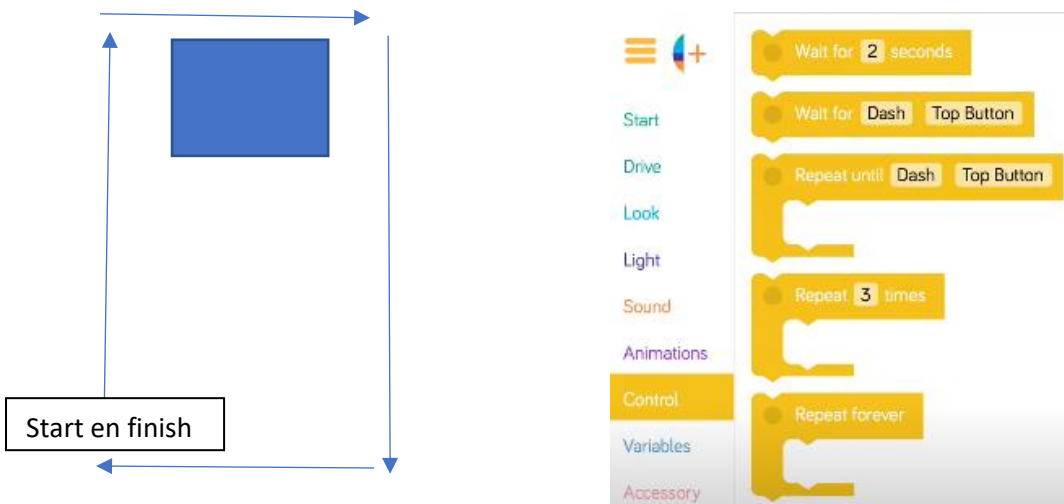 Start en finish
Start
Drive
Look
Light
Sound
Animations
Control
Variables
Accessory
Wait for 2 seconds
Wait for Dash Top Button
Repeat until Dash Top Button
Repeat 3 times
Repeat forever